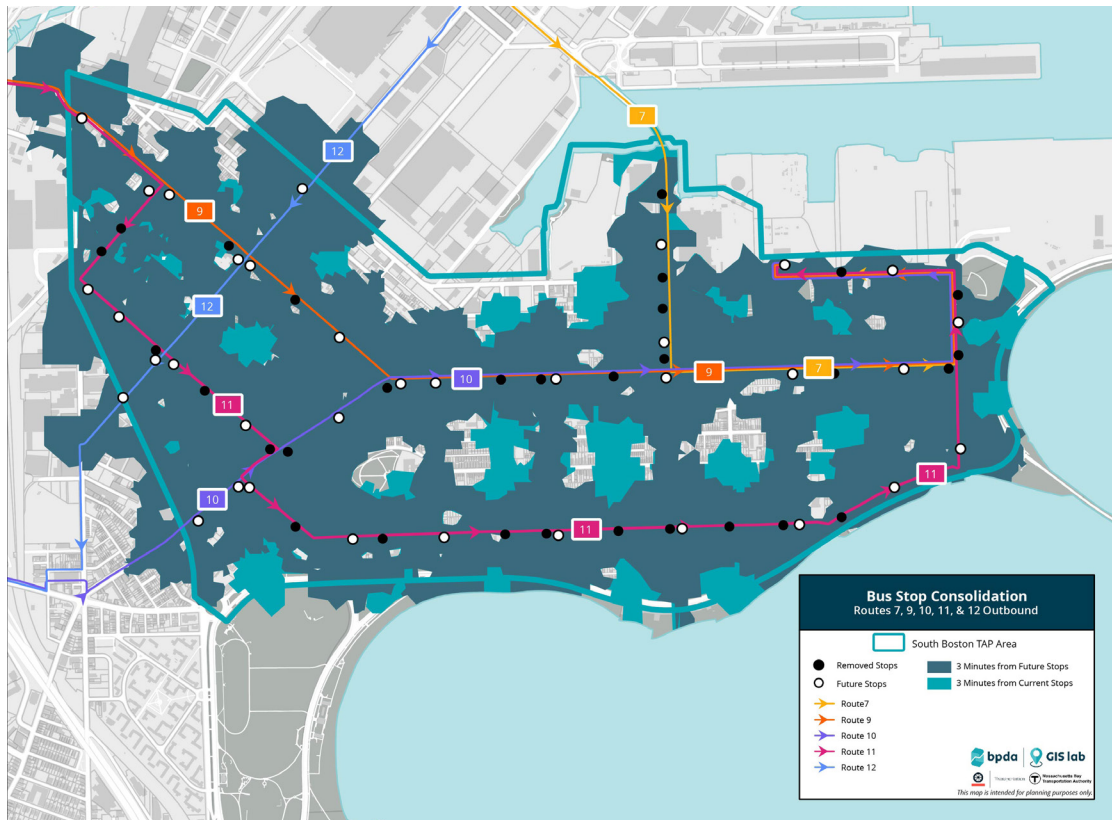 7
12
9
12
10
9
7
11
11
10
11
Bus Stop Consolidation
Routes 7, 9, 10, 11, & 12 Outbound
South Boston TAP Area
Removed Stops
3 Minutes from Future Stops
Future Stops
3 Minutes from Current Stops
Route7
Route 9
Route 10
Route 11
Route 12
bpda
GIS lab
Massachusetts Bay
Transportation Authority
This map is intended for planning purposes only.